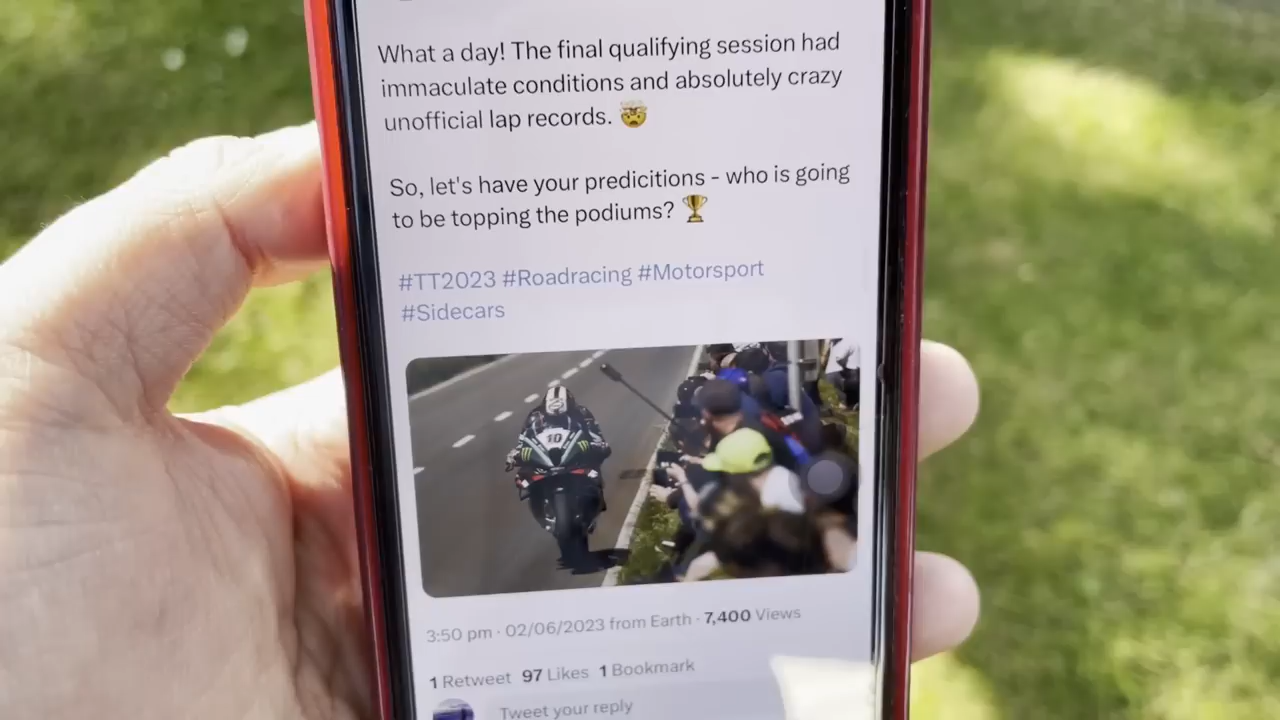 What a day! The final qualifying session had
immaculate conditions and absolutely crazy
unofficial lap records. 🤯
So, let's have your predicitions - who is going
to be topping the podiums? 🏆
#TT2023 #Roadracing #Motorsport
#Sidecars
10
3:50 pm · 02/06/2023 from Earth · 7,400 Views
1 Retweet 97 Likes 1 Bookmark
Tweet your reply